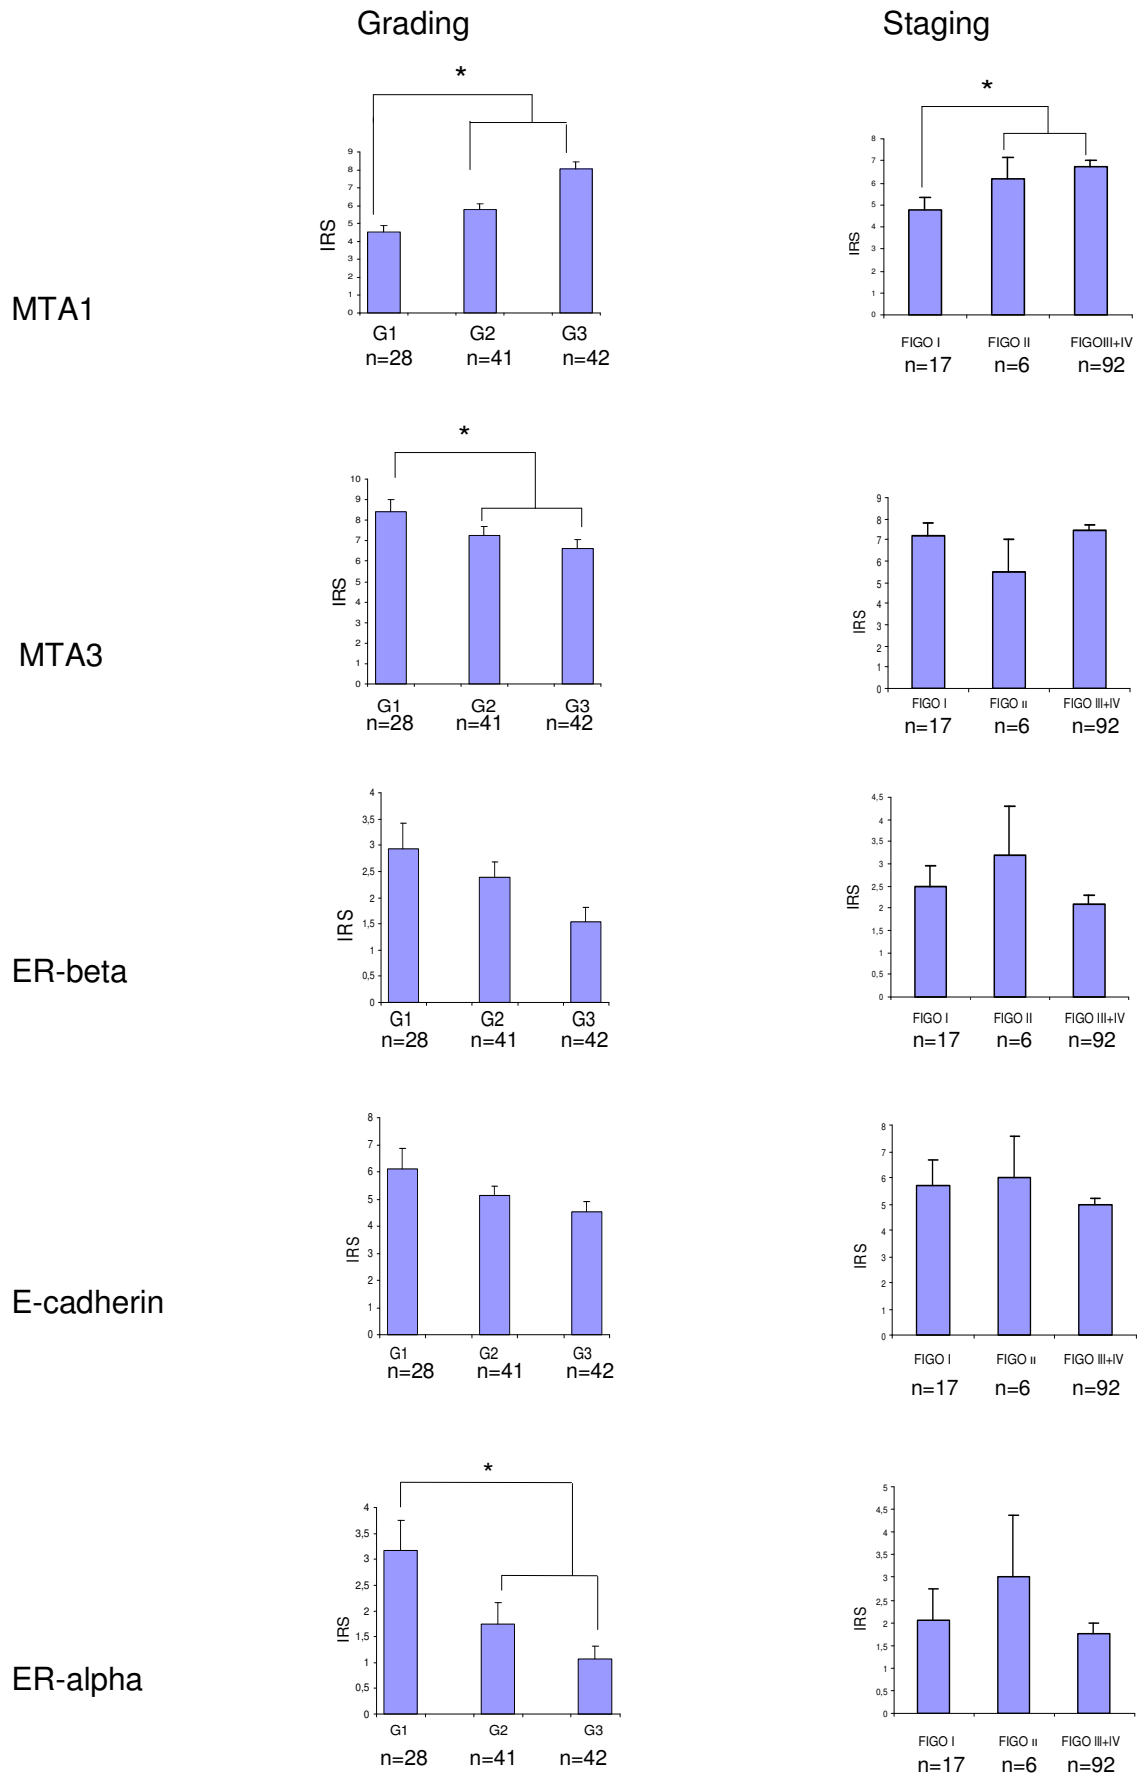 Grading Staging
MTA1
*
IRS
9
8
7
6
5
4
3
2
1
0
G1 G2 G3
n=28 n=41 n=42
*
IRS
8
7
6
5
4
3
2
1
0
FIGO I FIGO II FIGOIII+IV
n=17 n=6 n=92
MTA3
*
IRS
10
9
8
7
6
5
4
3
2
1
0
G1 G2 G3
n=28 n=41 n=42
IRS
9
8
7
6
5
4
3
2
1
0
FIGO I FIGO II FIGO III+IV
n=17 n=6 n=92
ER-beta
IRS
4
3,5
3
2,5
2
1,5
1
0,5
0
G1 G2 G3
n=28 n=41 n=42
IRS
4,5
4
3,5
3
2,5
2
1,5
1
0,5
0
FIGO I FIGO II FIGO III+IV
n=17 n=6 n=92
E-cadherin
IRS
8
7
6
5
4
3
2
1
0
G1 G2 G3
n=28 n=41 n=42
IRS
8
7
6
5
4
3
2
1
0
FIGO I FIGO II FIGO III+IV
n=17 n=6 n=92
ER-alpha
*
IRS
4
3,5
3
2,5
2
1,5
1
0,5
0
G1 G2 G3
n=28 n=41 n=42
IRS
5
4,5
4
3,5
3
2,5
2
1,5
1
0,5
0
FIGO I FIGO II FIGO III+IV
n=17 n=6 n=92